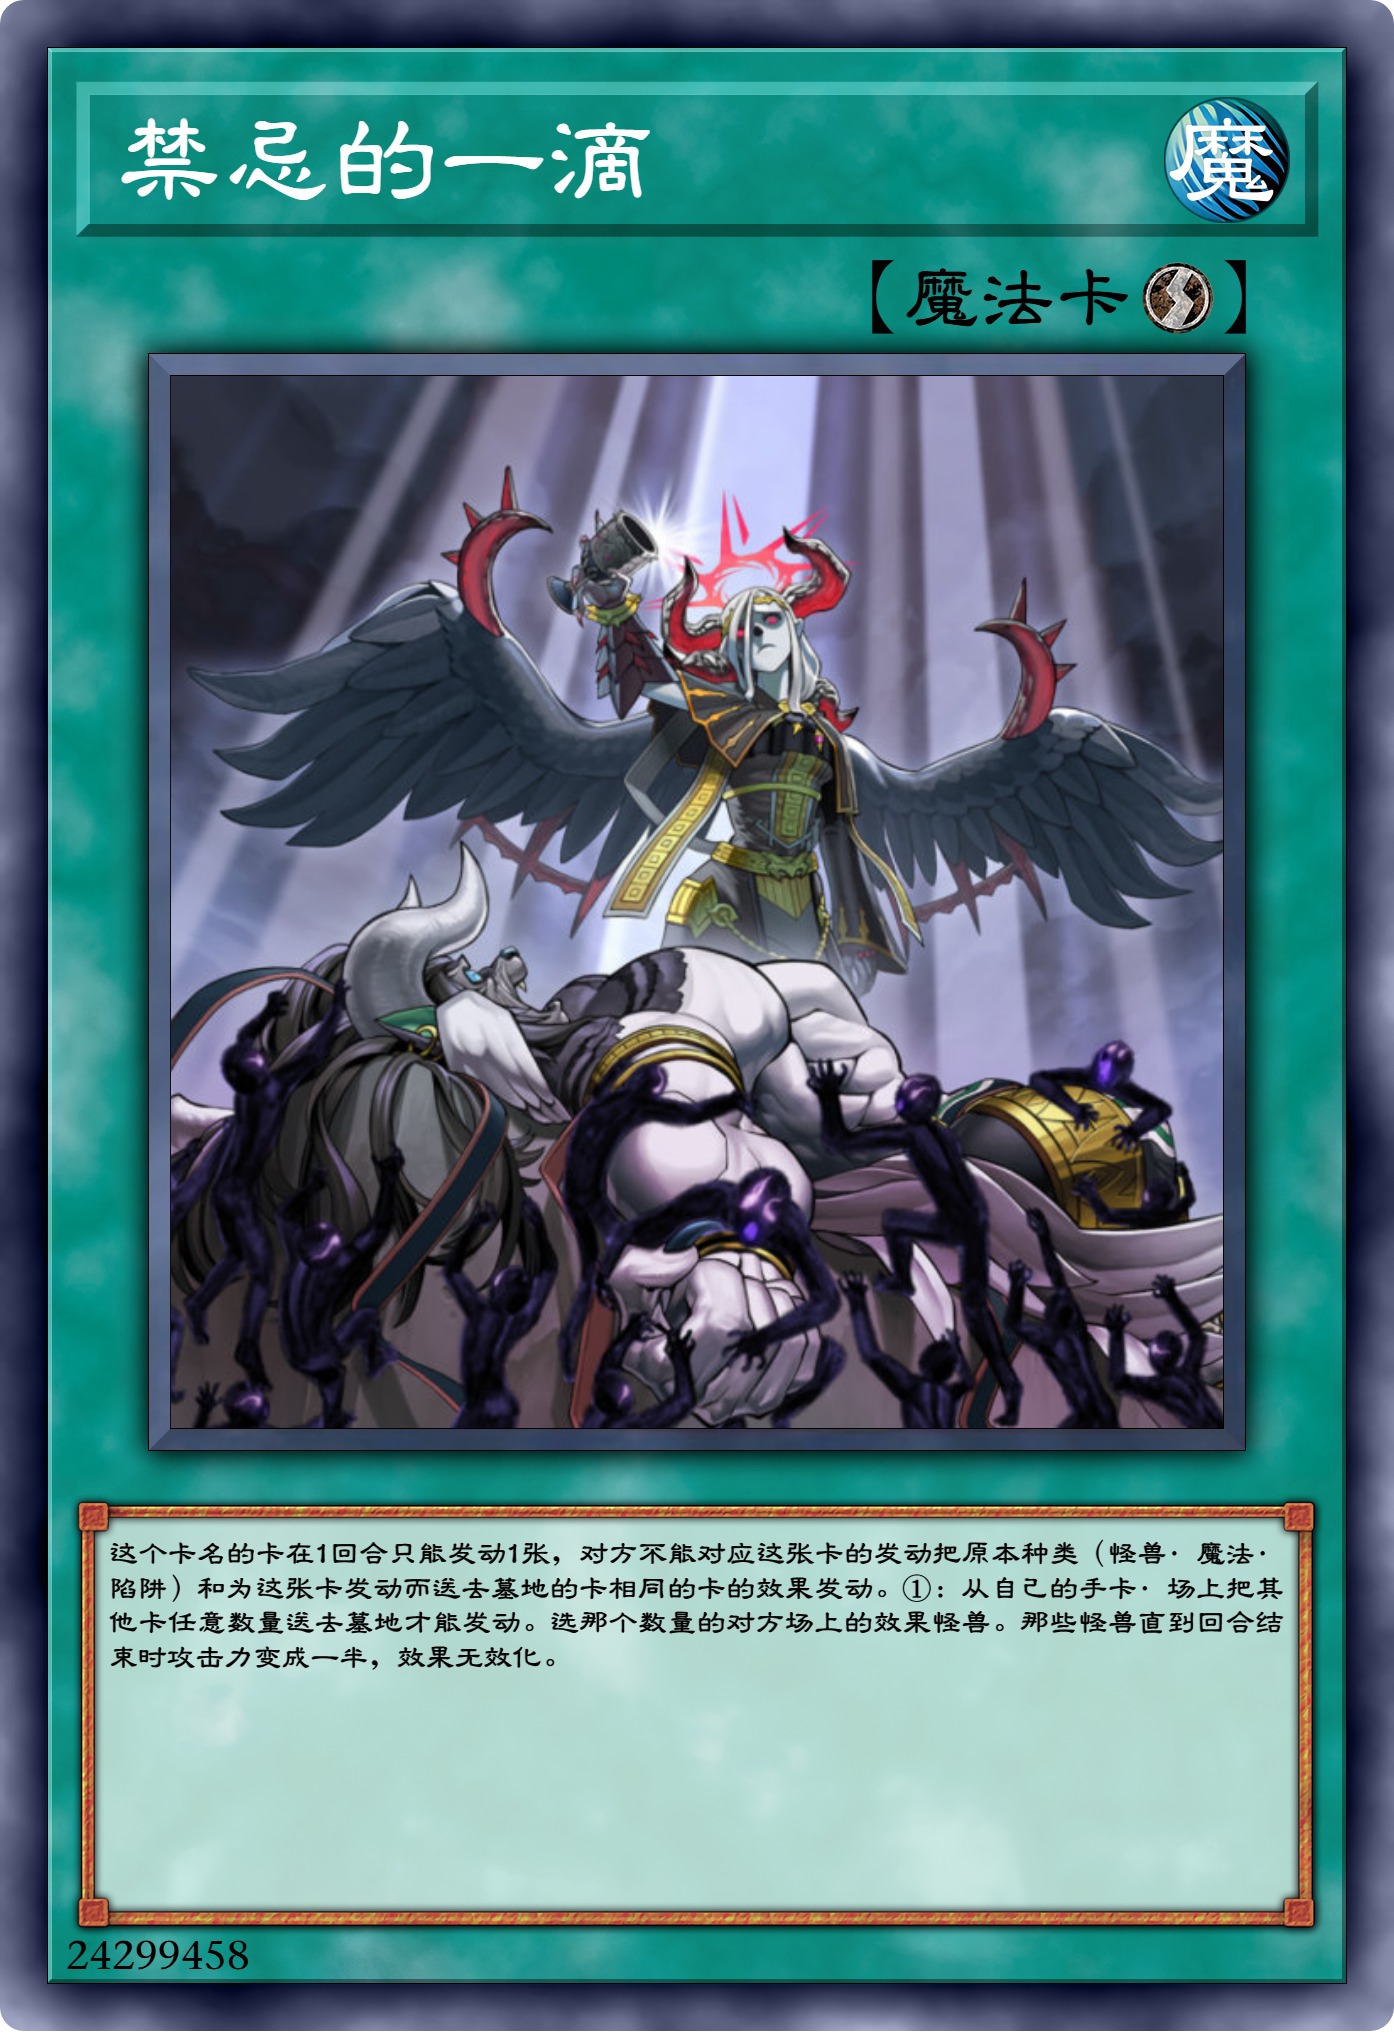 禁忌的一滴
魔
【魔法卡】
这个卡名的卡在1回合只能发动1张，对方不能对应这张卡的发动把原本种类（怪兽·魔法·
陷阱）和为这张卡发动而送去墓地的卡相同的卡的效果发动。①：从自己的手卡·场上把其
他卡任意数量送去墓地才能发动。选那个数量的对方场上的效果怪兽。那些怪兽直到回合结
束时攻击力变成一半，效果无效化。
24299458